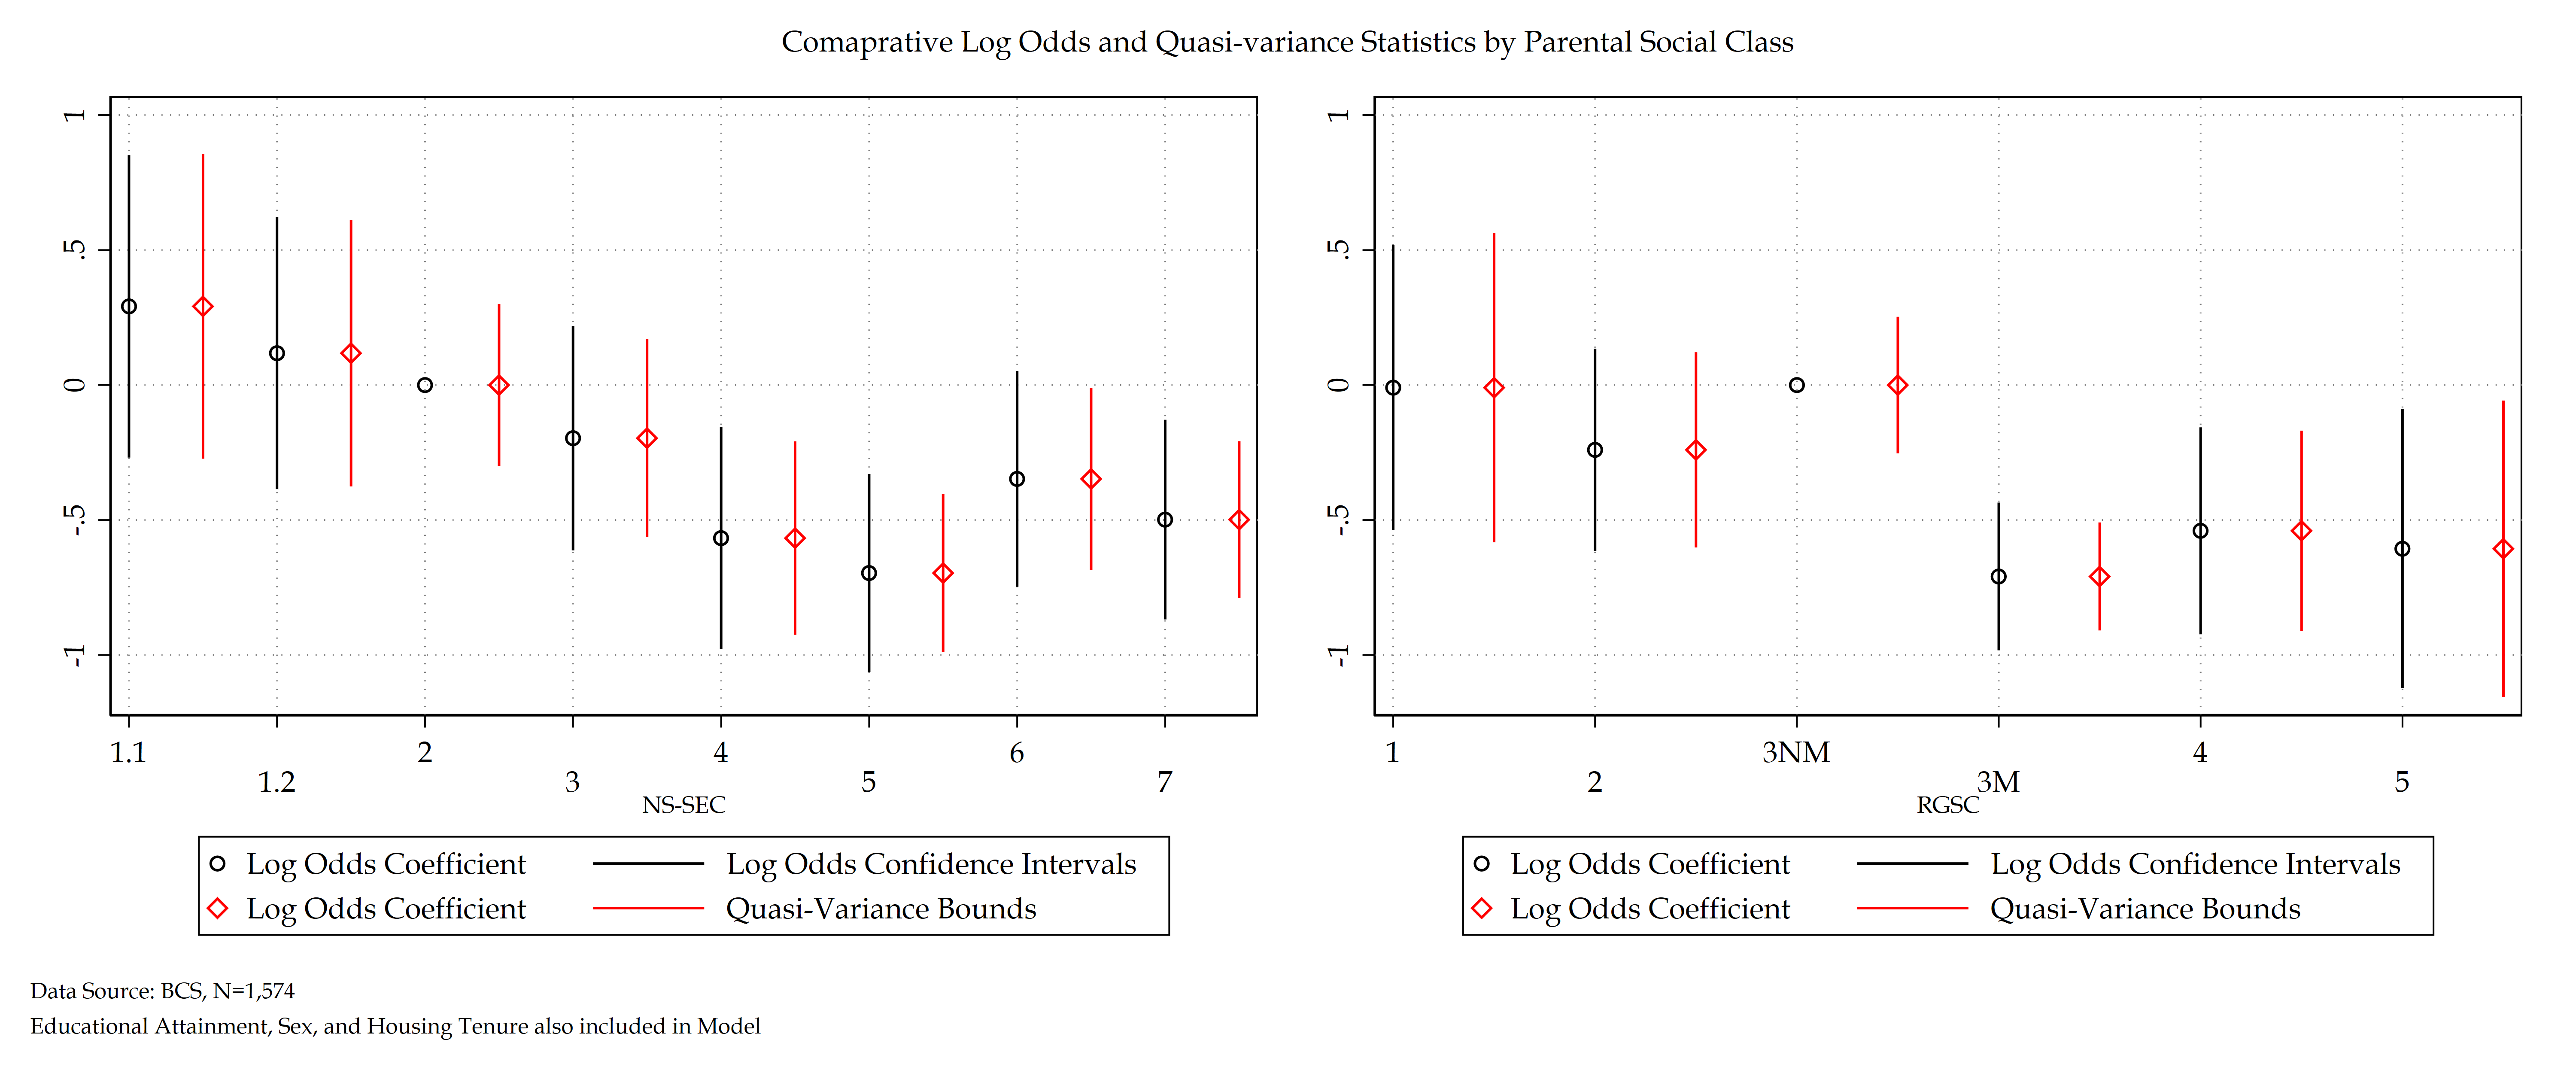 Comaprative Log Odds and Quasi-variance Statistics by Parental Social Class
1
.5
0
-.5
-1
1.1
1.2
2
3
4
5
6
7
NS-SEC
Log Odds Coefficient
Log Odds Confidence Intervals
Log Odds Coefficient
Quasi-Variance Bounds
1
.5
0
-.5
-1
1
2
3NM
3M
4
5
RGSC
Log Odds Coefficient
Log Odds Confidence Intervals
Log Odds Coefficient
Quasi-Variance Bounds
Data Source: BCS, N=1,574
Educational Attainment, Sex, and Housing Tenure also included in Model